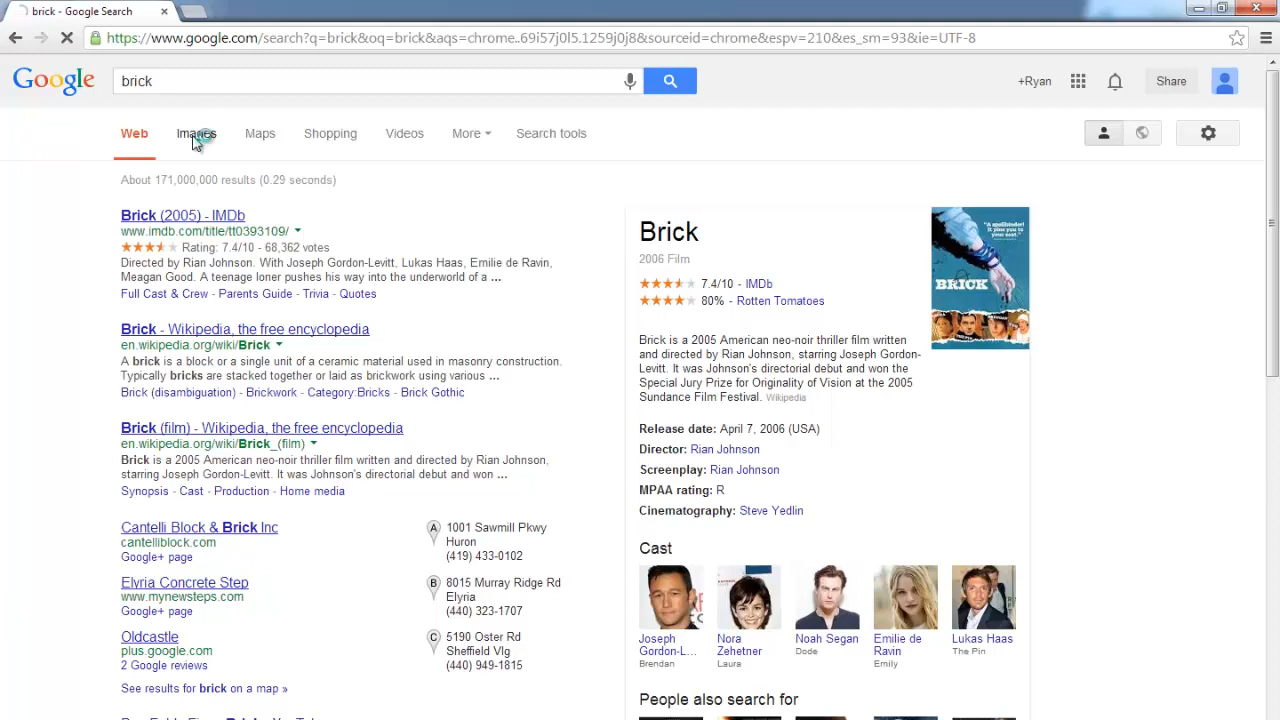 brick - Google Search
https://www.google.com/search?q=brick&oq=brick&aqs=chrome..69i57j0l5.1259j0j8&sourceid=chrome&espv=210&es_sm=93&ie=UTF-8
Google
brick
+Ryan
Share
Web Images Maps Shopping Videos More Search tools
About 171,000,000 results (0.29 seconds)
Brick (2005) - IMDb
www.imdb.com/title/tt0393109/
Rating: 7.4/10 - 68,362 votes
Directed by Rian Johnson. With Joseph Gordon-Levitt, Lukas Haas, Emilie de Ravin,
Meagan Good. A teenage loner pushes his way into the underworld of a ...
Full Cast & Crew - Parents Guide - Trivia - Quotes
Brick - Wikipedia, the free encyclopedia
en.wikipedia.org/wiki/Brick
A brick is a block or a single unit of a ceramic material used in masonry construction.
Typically bricks are stacked together or laid as brickwork using various ...
Brick (disambiguation) - Brickwork - Category:Bricks - Brick Gothic
Brick (film) - Wikipedia, the free encyclopedia
en.wikipedia.org/wiki/Brick_(film)
Brick is a 2005 American neo-noir thriller film written and directed by Rian Johnson,
starring Joseph Gordon-Levitt. It was Johnson's directorial debut and won ...
Synopsis - Cast - Production - Home media
Cantelli Block & Brick Inc
cantelliblock.com
Google+ page
A
1001 Sawmill Pkwy
Huron
(419) 433-0102
Elyria Concrete Step
www.mynewsteps.com
Google+ page
B
8015 Murray Ridge Rd
Elyria
(440) 323-1707
Oldcastle
plus.google.com
2 Google reviews
C
5190 Oster Rd
Sheffield Vlg
(440) 949-1815
See results for brick on a map »
Brick
2006 Film
7.4/10 - IMDb
80% - Rotten Tomatoes
BRICK
Brick is a 2005 American neo-noir thriller film written
and directed by Rian Johnson, starring Joseph Gordon-
Levitt. It was Johnson's directorial debut and won the
Special Jury Prize for Originality of Vision at the 2005
Sundance Film Festival. Wikipedia
Release date: April 7, 2006 (USA)
Director: Rian Johnson
Screenplay: Rian Johnson
MPAA rating: R
Cinematography: Steve Yedlin
Cast
Joseph
Gordon-L...
Brendan
Nora
Zehetner
Laura
Noah Segan
Dode
Emilie de
Ravin
Emily
Lukas Haas
The Pin
People also search for